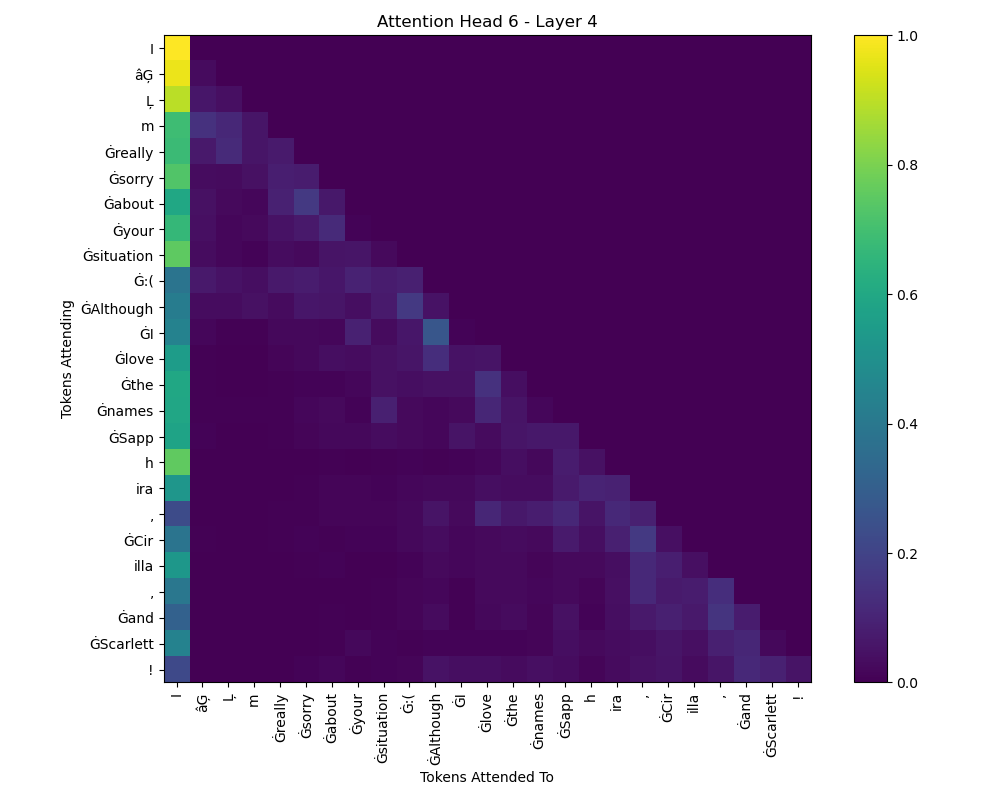 Attention Head 6 - Layer 4
I
âĢ
Ļ
m
Ġreally
Ġsorry
Ġabout
Ġyour
Ġsituation
Ġ:(
ĠAlthough
ĠI
Ġlove
Ġthe
Ġnames
ĠSapp
h
ira
,
ĠCir
illa
,
Ġand
ĠScarlett
!
Tokens Attending
I
âĢ
Ļ
m
Ġreally
Ġsorry
Ġabout
Ġyour
Ġsituation
Ġ:(
ĠAlthough
ĠI
Ġlove
Ġthe
Ġnames
ĠSapp
h
ira
,
ĠCir
illa
,
Ġand
ĠScarlett
!
Tokens Attended To
1.0
0.8
0.6
0.4
0.2
0.0